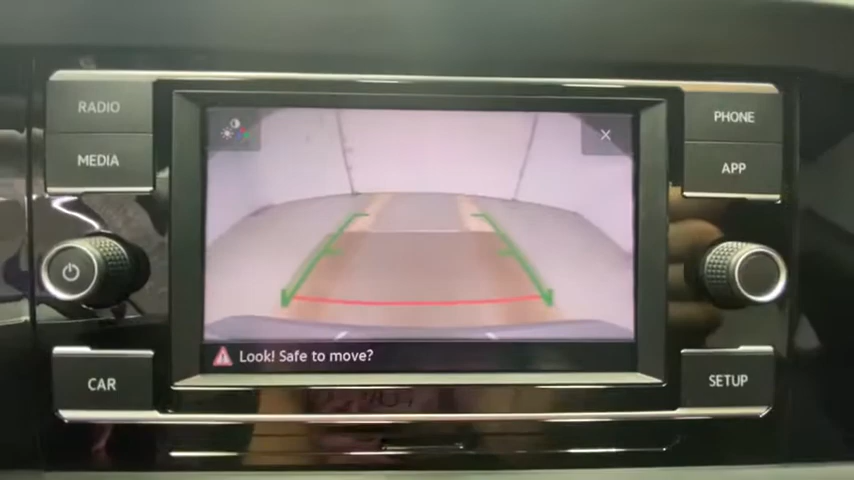 RADIO
MEDIA
CAR
Look! Safe to move?
PHONE
APP
SETUP